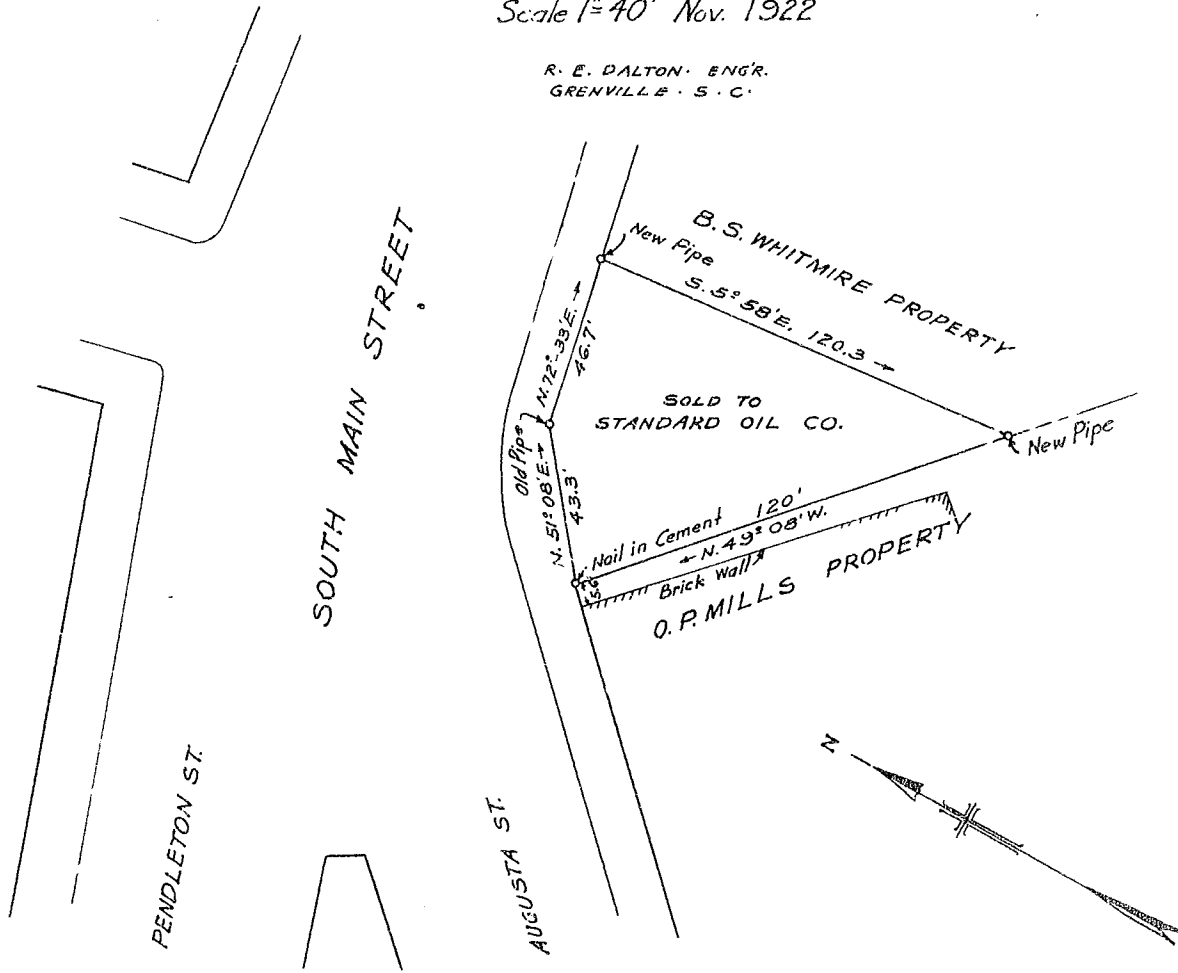 Scale 1"=40' Nov. 1922
R. E. DALTON. ENG'R.
GRENVILLE. S. C.
SOUTH MAIN STREET
B. S. WHITMIRE PROPERTY
New Pipe
S. 5° 58' E. 120.3
N. 72°-33' E.
46.7'
SOLD TO
STANDARD OIL CO.
Old Pipe
New Pipe
N. 51° 08' E.
43.3'
Nail in Cement 120'
N. 49° 08' W.
Brick Wall
5.6'
O. P. MILLS PROPERTY
N
PENDLETON ST.
AUGUSTA ST.